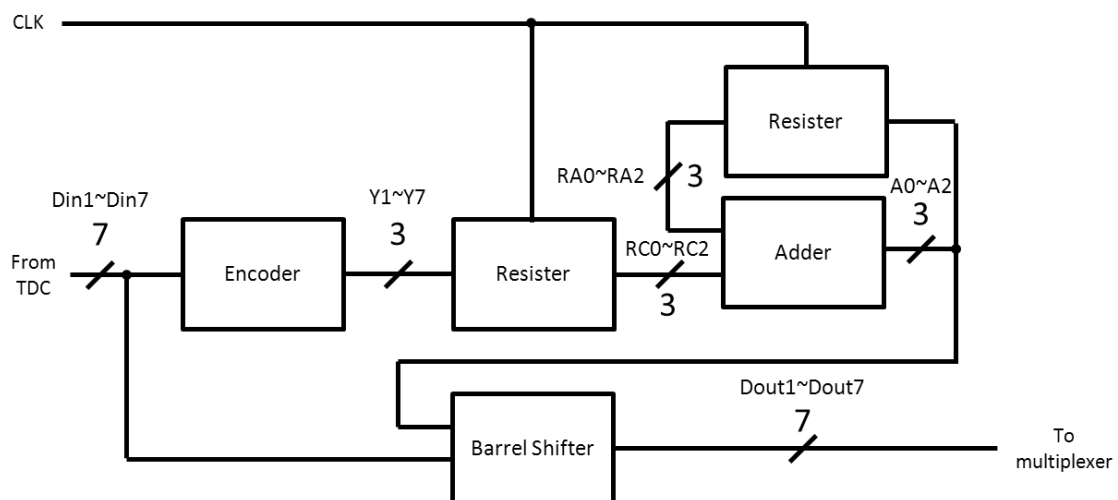 CLK
Resister
RA0~RA2
3
A0~A2
3
Din1~Din7
7
Y1~Y7
3
From
TDC
Encoder
Resister
RC0~RC2
3
Adder
Dout1~Dout7
7
Barrel Shifter
To
multiplexer